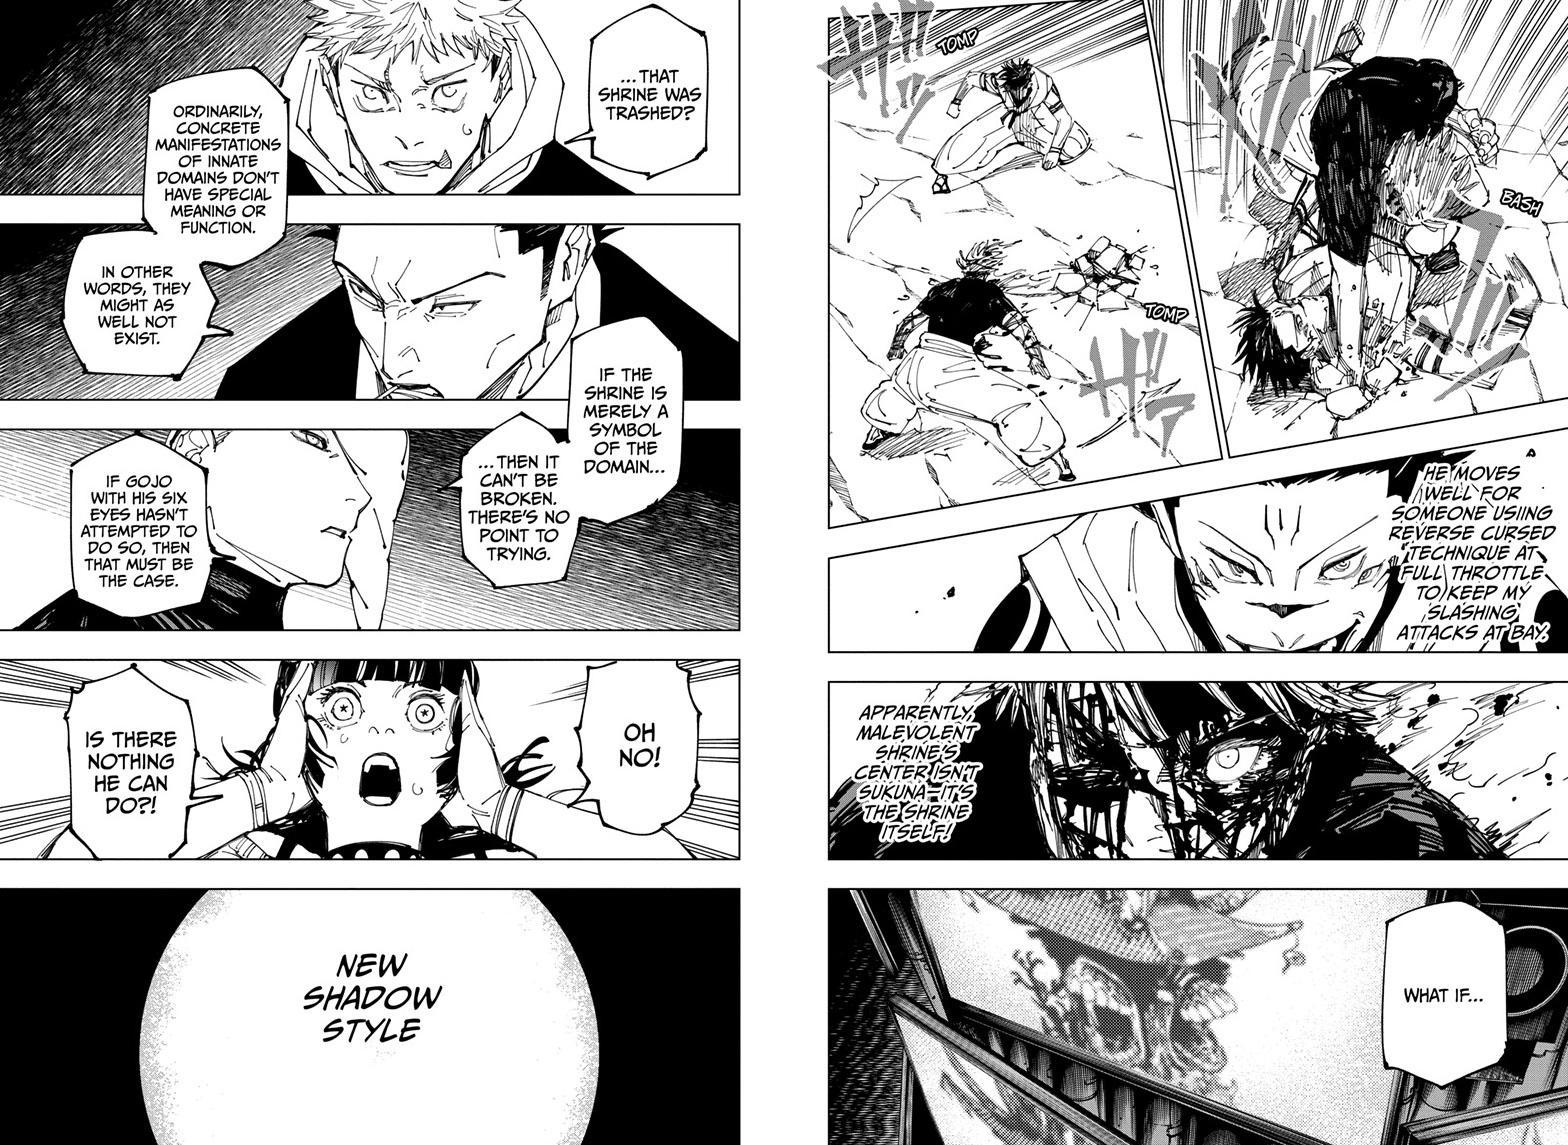 BASH
TOMP
TOMP
HE MOVES
WELL FOR
SOMEONE USING
REVERSE CURSED
TECHNIQUE AT
FULL THROTTLE
TO KEEP MY
SLASHING
ATTACKS AT BAY.
APPARENTLY,
MALEVOLENT
SHRINE'S
CENTER ISN'T
SUKUNA—IT'S
THE SHRINE
ITSELF!
WHAT IF...
...THAT
SHRINE WAS
TRASHED?
ORDINARILY,
CONCRETE
MANIFESTATIONS
OF INNATE
DOMAINS DON'T
HAVE SPECIAL
MEANING OR
FUNCTION.
IN OTHER
WORDS, THEY
MIGHT AS
WELL NOT
EXIST.
IF THE
SHRINE IS
MERELY A
SYMBOL
OF THE
DOMAIN...
...THEN IT
CAN'T BE
BROKEN.
THERE'S NO
POINT TO
TRYING.
IF GOJO
WITH HIS SIX
EYES HASN'T
ATTEMPTED TO
DO SO, THEN
THAT MUST BE
THE CASE.
OH
NO!
IS THERE
NOTHING
HE CAN
DO?!
NEW
SHADOW
STYLE